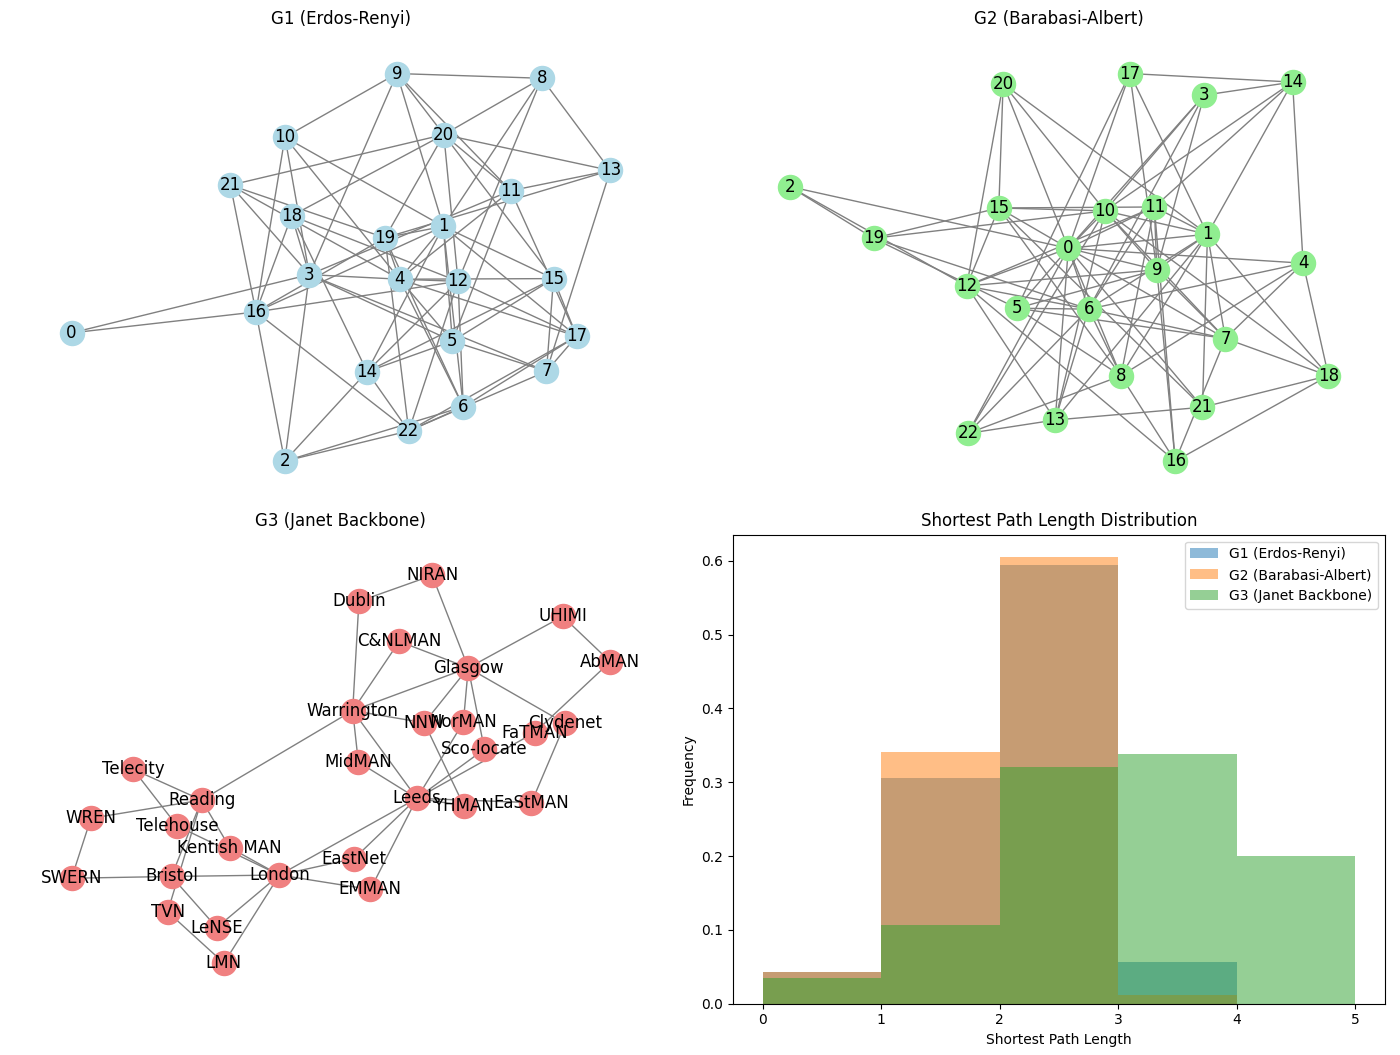 G1 (Erdos-Renyi)
9
8
20
10
13
21
11
18
1
19
3
4
12
15
16
0
5
17
14
7
6
22
2
G2 (Barabasi-Albert)
17
20
14
3
2
15
10
11
19
1
0
9
4
12
5
6
7
8
18
21
13
22
16
G3 (Janet Backbone)
NIRAN
Dublin
UHIMI
C&NLMAN
Glasgow
AbMAN
Warrington
NNW
NorMAN
Clydenet
FaTMAN
Sco-locate
MidMAN
Telecity
Reading
Leeds
YHMAN
EaStMAN
WREN
Telehouse
Kentish MAN
EastNet
SWERN
Bristol
London
EMMAN
TVN
LeNSE
LMN
Shortest Path Length Distribution
G1 (Erdos-Renyi)
G2 (Barabasi-Albert)
G3 (Janet Backbone)
Frequency
0.6
0.5
0.4
0.3
0.2
0.1
0.0
0
1
2
3
4
5
Shortest Path Length